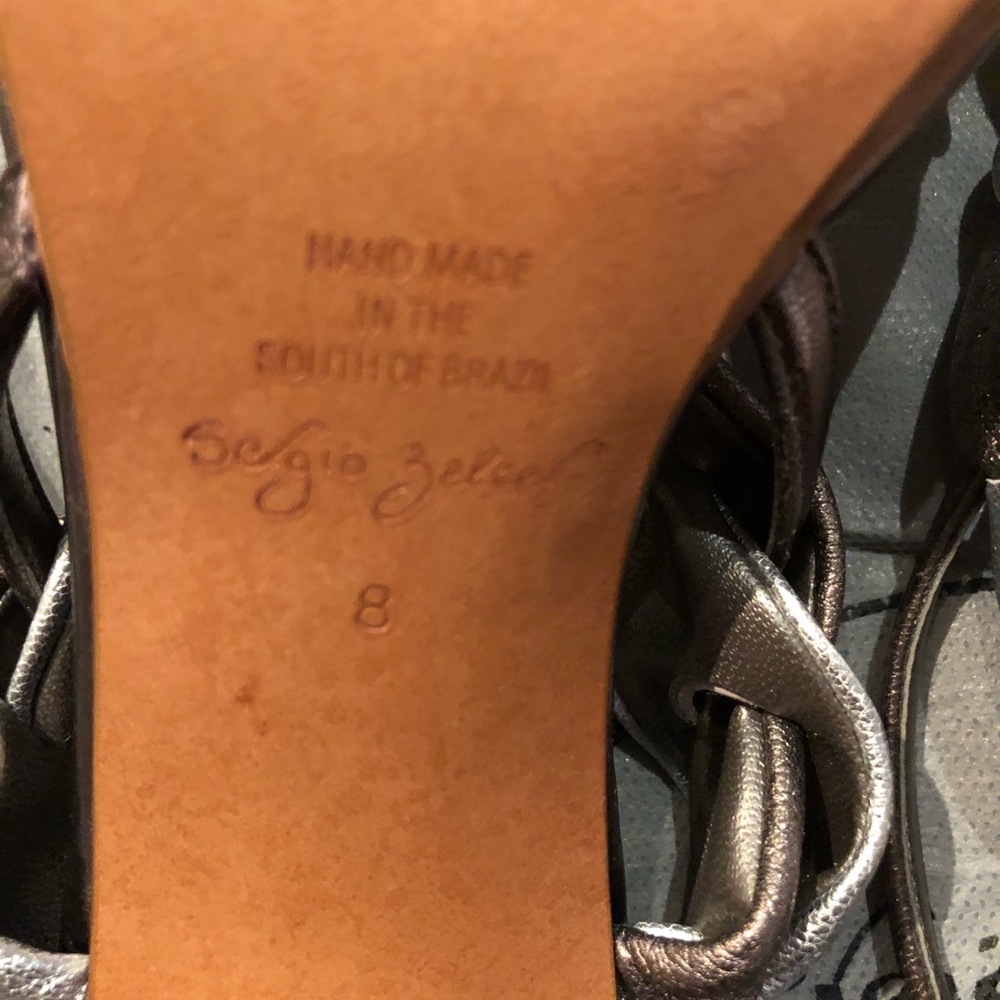 HAND MADE
IN THE
SOUTH OF BRAZIL
Sergio Zelcer
8